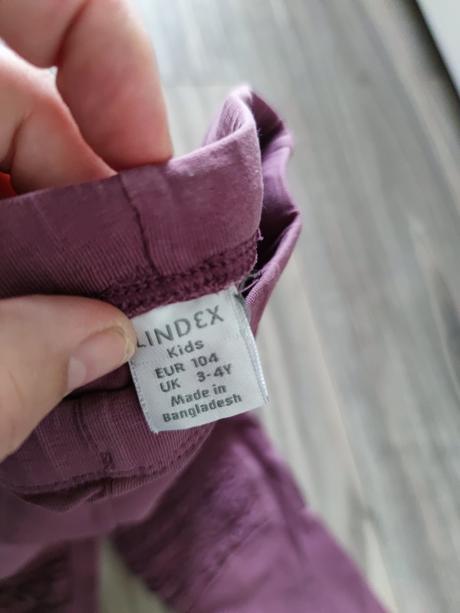 LINDEX
Kids
EUR 104
UK 3-4Y
Made in
Bangladesh